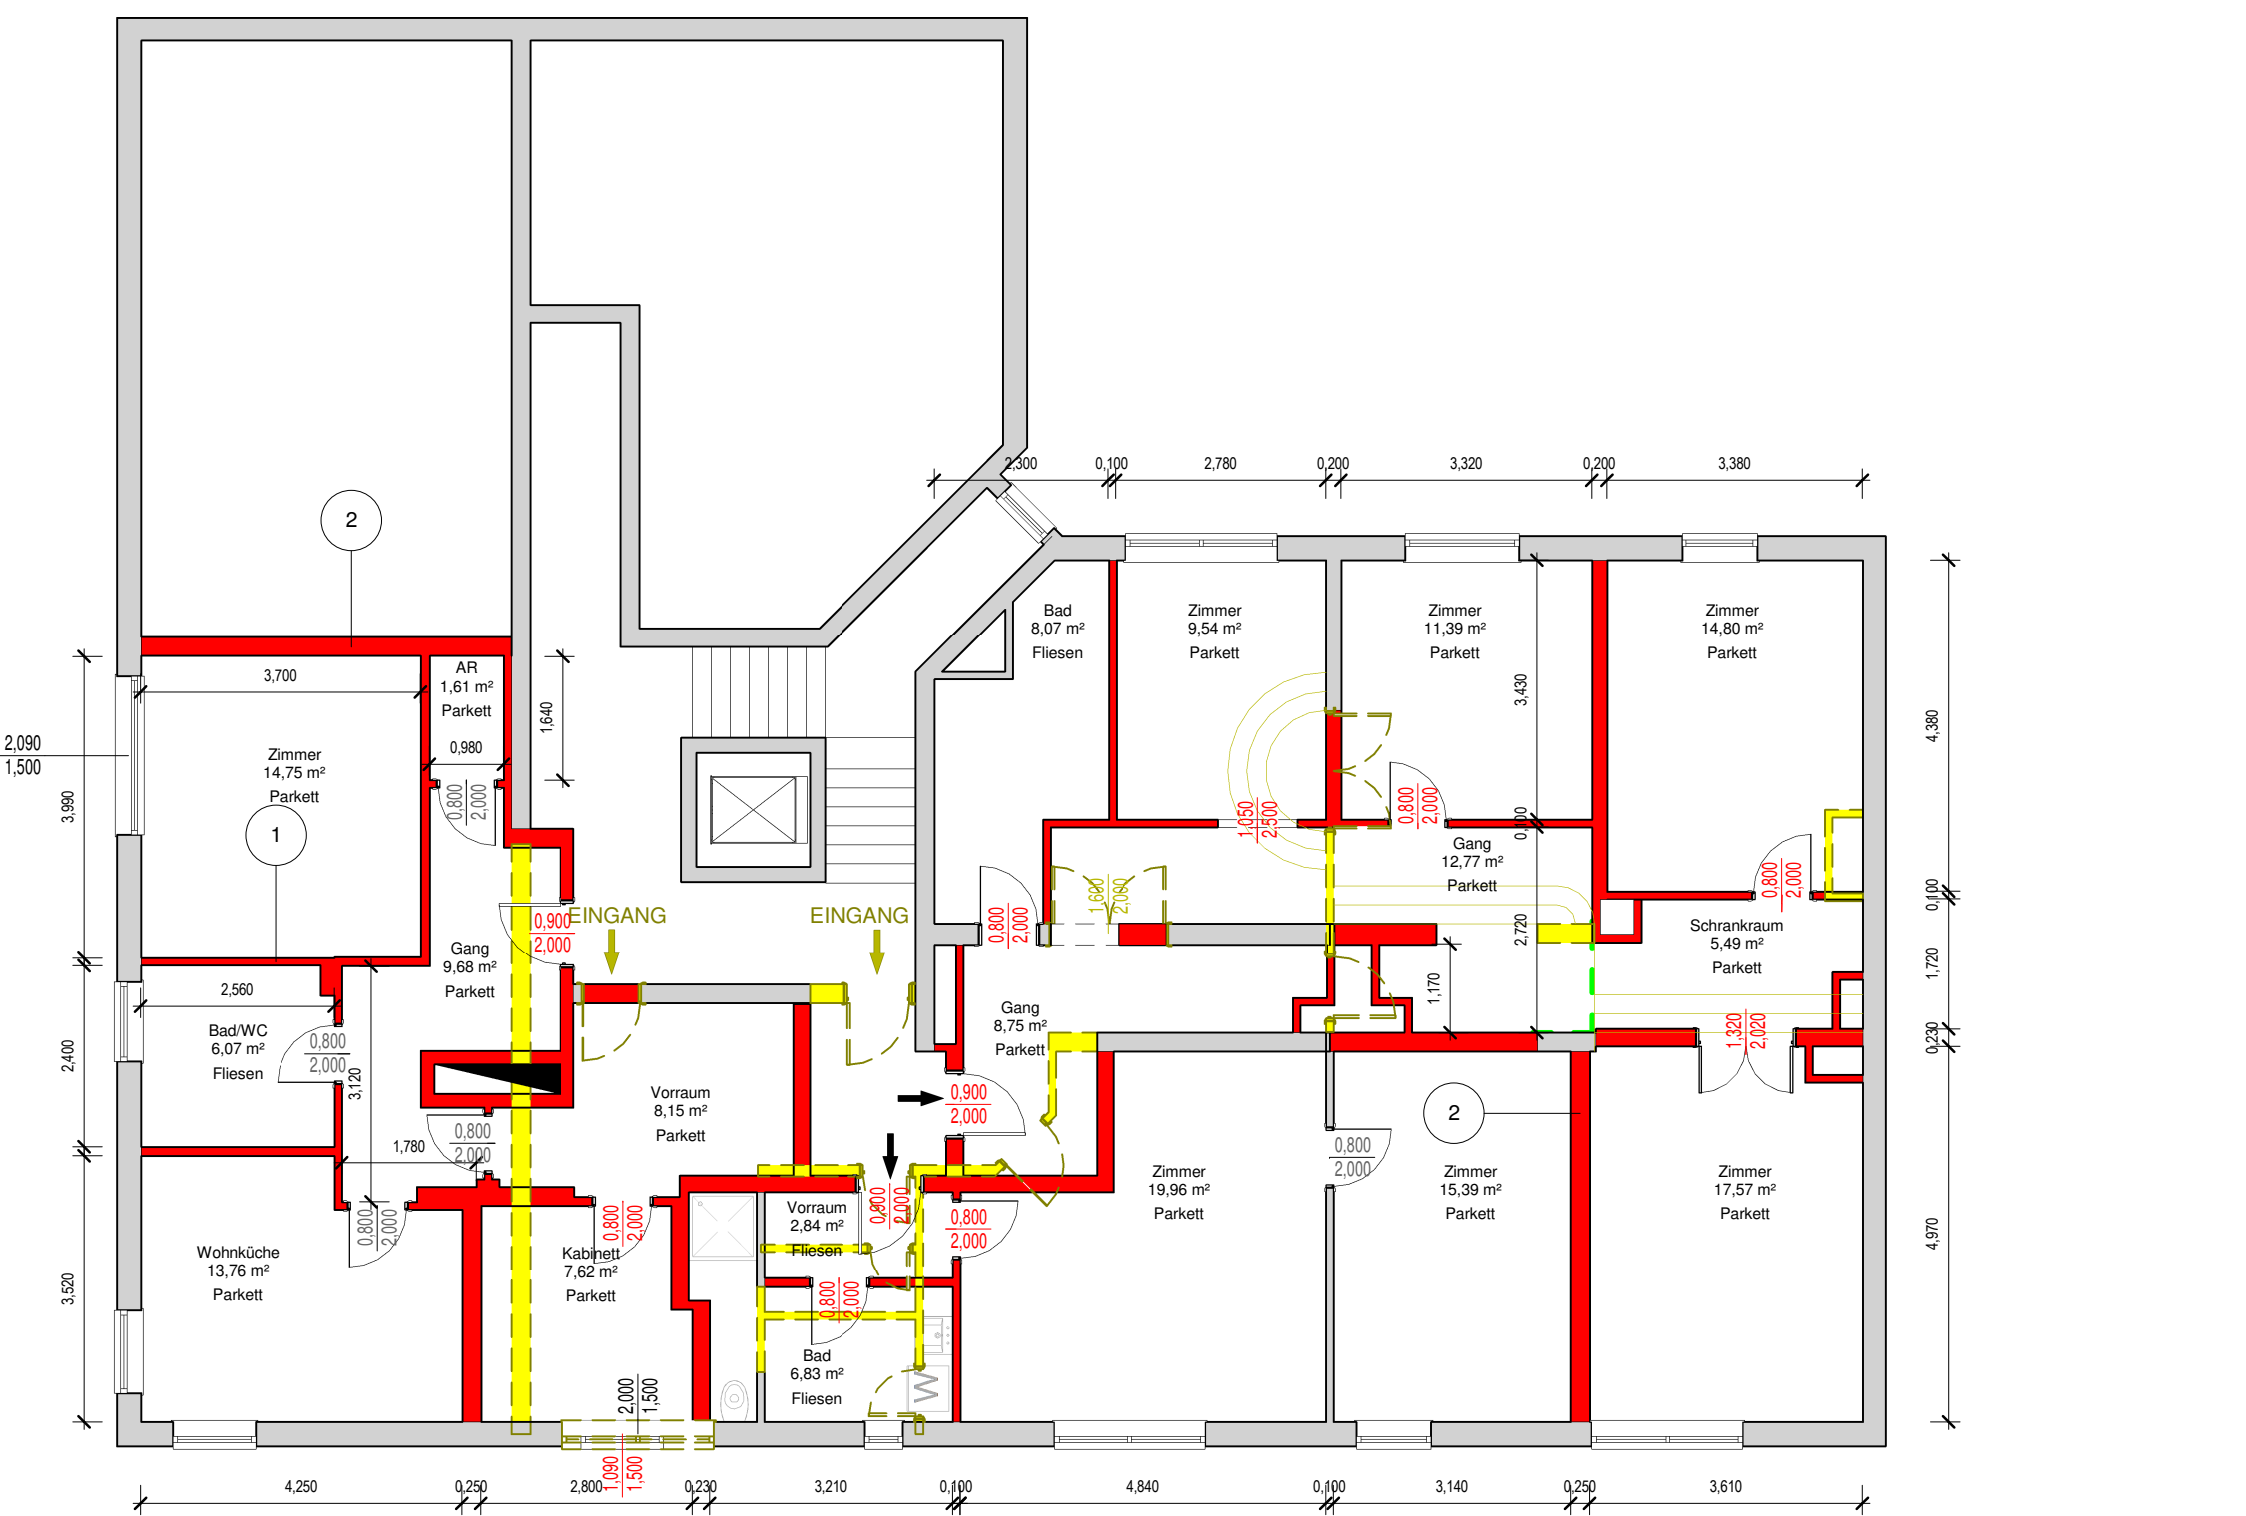 2
2,300
0,100
2,780
0,200
3,320
0,200
3,380
Bad
8,07 m²
Fliesen
Zimmer
9,54 m²
Parkett
Zimmer
11,39 m²
Parkett
Zimmer
14,80 m²
Parkett
3,700
AR
1,61 m²
Parkett
0,980
1,640
2,090
1,500
Zimmer
14,75 m²
Parkett
3,990
0,800
2,000
1
3,430
0,100
4,380
1,050
2,500
0,800
2,000
Gang
12,77 m²
Parkett
0,800
2,000
0,100
1,600
2,000
EINGANG
EINGANG
0,900
2,000
0,800
2,000
2,720
Schrankraum
5,49 m²
Parkett
1,720
Gang
9,68 m²
Parkett
2,560
1,170
Gang
8,75 m²
Parkett
Bad/WC
6,07 m²
Fliesen
0,800
2,000
2,400
3,120
1,320
2,020
0,230
Vorraum
8,15 m²
Parkett
0,900
2,000
2
0,800
2,000
1,780
0,800
2,000
Zimmer
19,96 m²
Parkett
Zimmer
15,39 m²
Parkett
Zimmer
17,57 m²
Parkett
0,900
2,000
Vorraum
2,84 m²
Fliesen
0,800
2,000
0,800
2,000
0,800
2,000
4,970
Wohnküche
13,76 m²
Parkett
Kabinett
7,62 m²
Parkett
3,520
0,800
2,000
Bad
6,83 m²
Fliesen
W
2,000
1,500
1,090
1,500
4,250
0,250
2,800
0,230
3,210
0,100
4,840
0,100
3,140
0,250
3,610